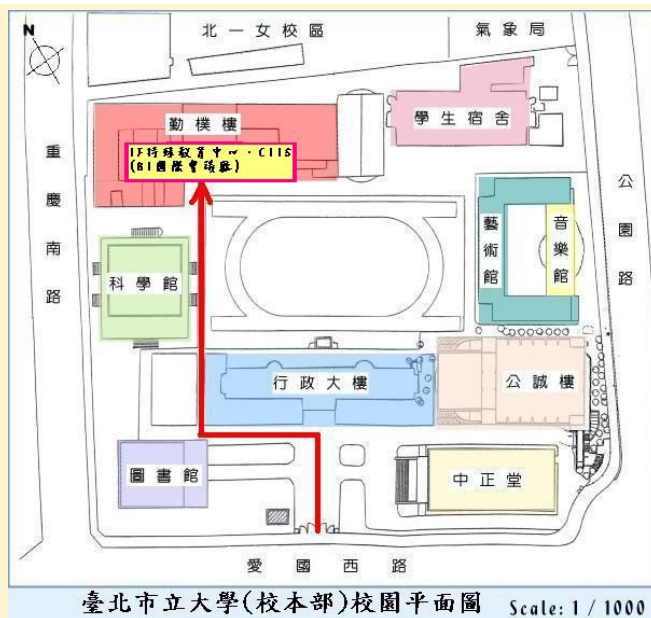 N
北一女校區
氣象局
勤樸樓
學生宿舍
1F特殊教育中心·C115
(B1國際會議廳)
重慶南路
公園路
藝術館
音樂館
科學館
行政大樓
公誠樓
圖書館
中正堂
愛國西路
臺北市立大學(校本部)校園平面圖 Scale: 1 / 1000